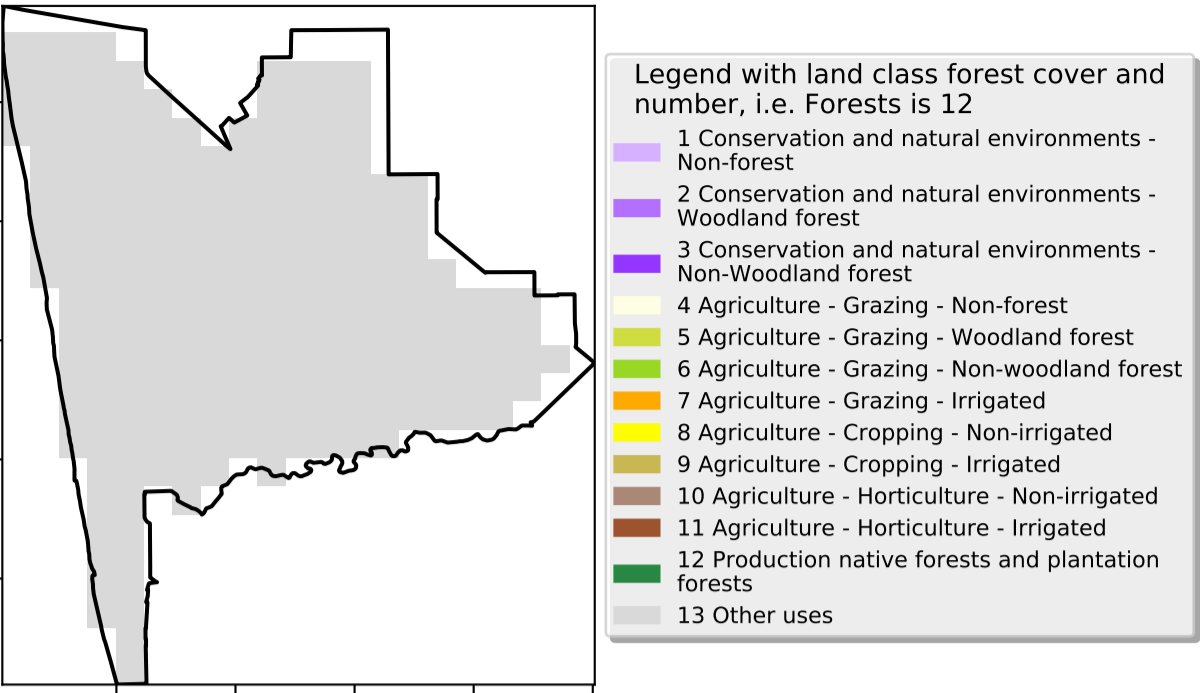 Legend with land class forest cover and
number, i.e. Forests is 12
1 Conservation and natural environments -
Non-forest
2 Conservation and natural environments -
Woodland forest
3 Conservation and natural environments -
Non-Woodland forest
4 Agriculture - Grazing - Non-forest
5 Agriculture - Grazing - Woodland forest
6 Agriculture - Grazing - Non-woodland forest
7 Agriculture - Grazing - Irrigated
8 Agriculture - Cropping - Non-irrigated
9 Agriculture - Cropping - Irrigated
10 Agriculture - Horticulture - Non-irrigated
11 Agriculture - Horticulture - Irrigated
12 Production native forests and plantation
forests
13 Other uses